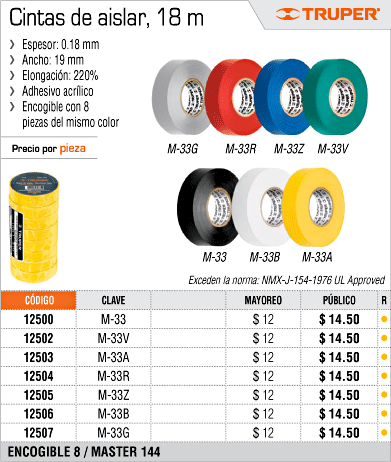 Cintas de aislar, 18 m
TRUPER®
Espesor: 0.18 mm
Ancho: 19 mm
Elongación: 220%
Adhesivo acrílico
Encogible con 8
piezas del mismo color
Precio por pieza
TRUPER
M-33G M-33R M-33Z M-33V
M-33 M-33B M-33A
Exceden la norma: NMX-J-154-1976 UL Approved
CÓDIGO CLAVE MAYOREO PÚBLICO R
12500 M-33 $ 12 $ 14.50
12502 M-33V $ 12 $ 14.50
12503 M-33A $ 12 $ 14.50
12504 M-33R $ 12 $ 14.50
12505 M-33Z $ 12 $ 14.50
12506 M-33B $ 12 $ 14.50
12507 M-33G $ 12 $ 14.50
ENCOGIBLE 8 / MASTER 144